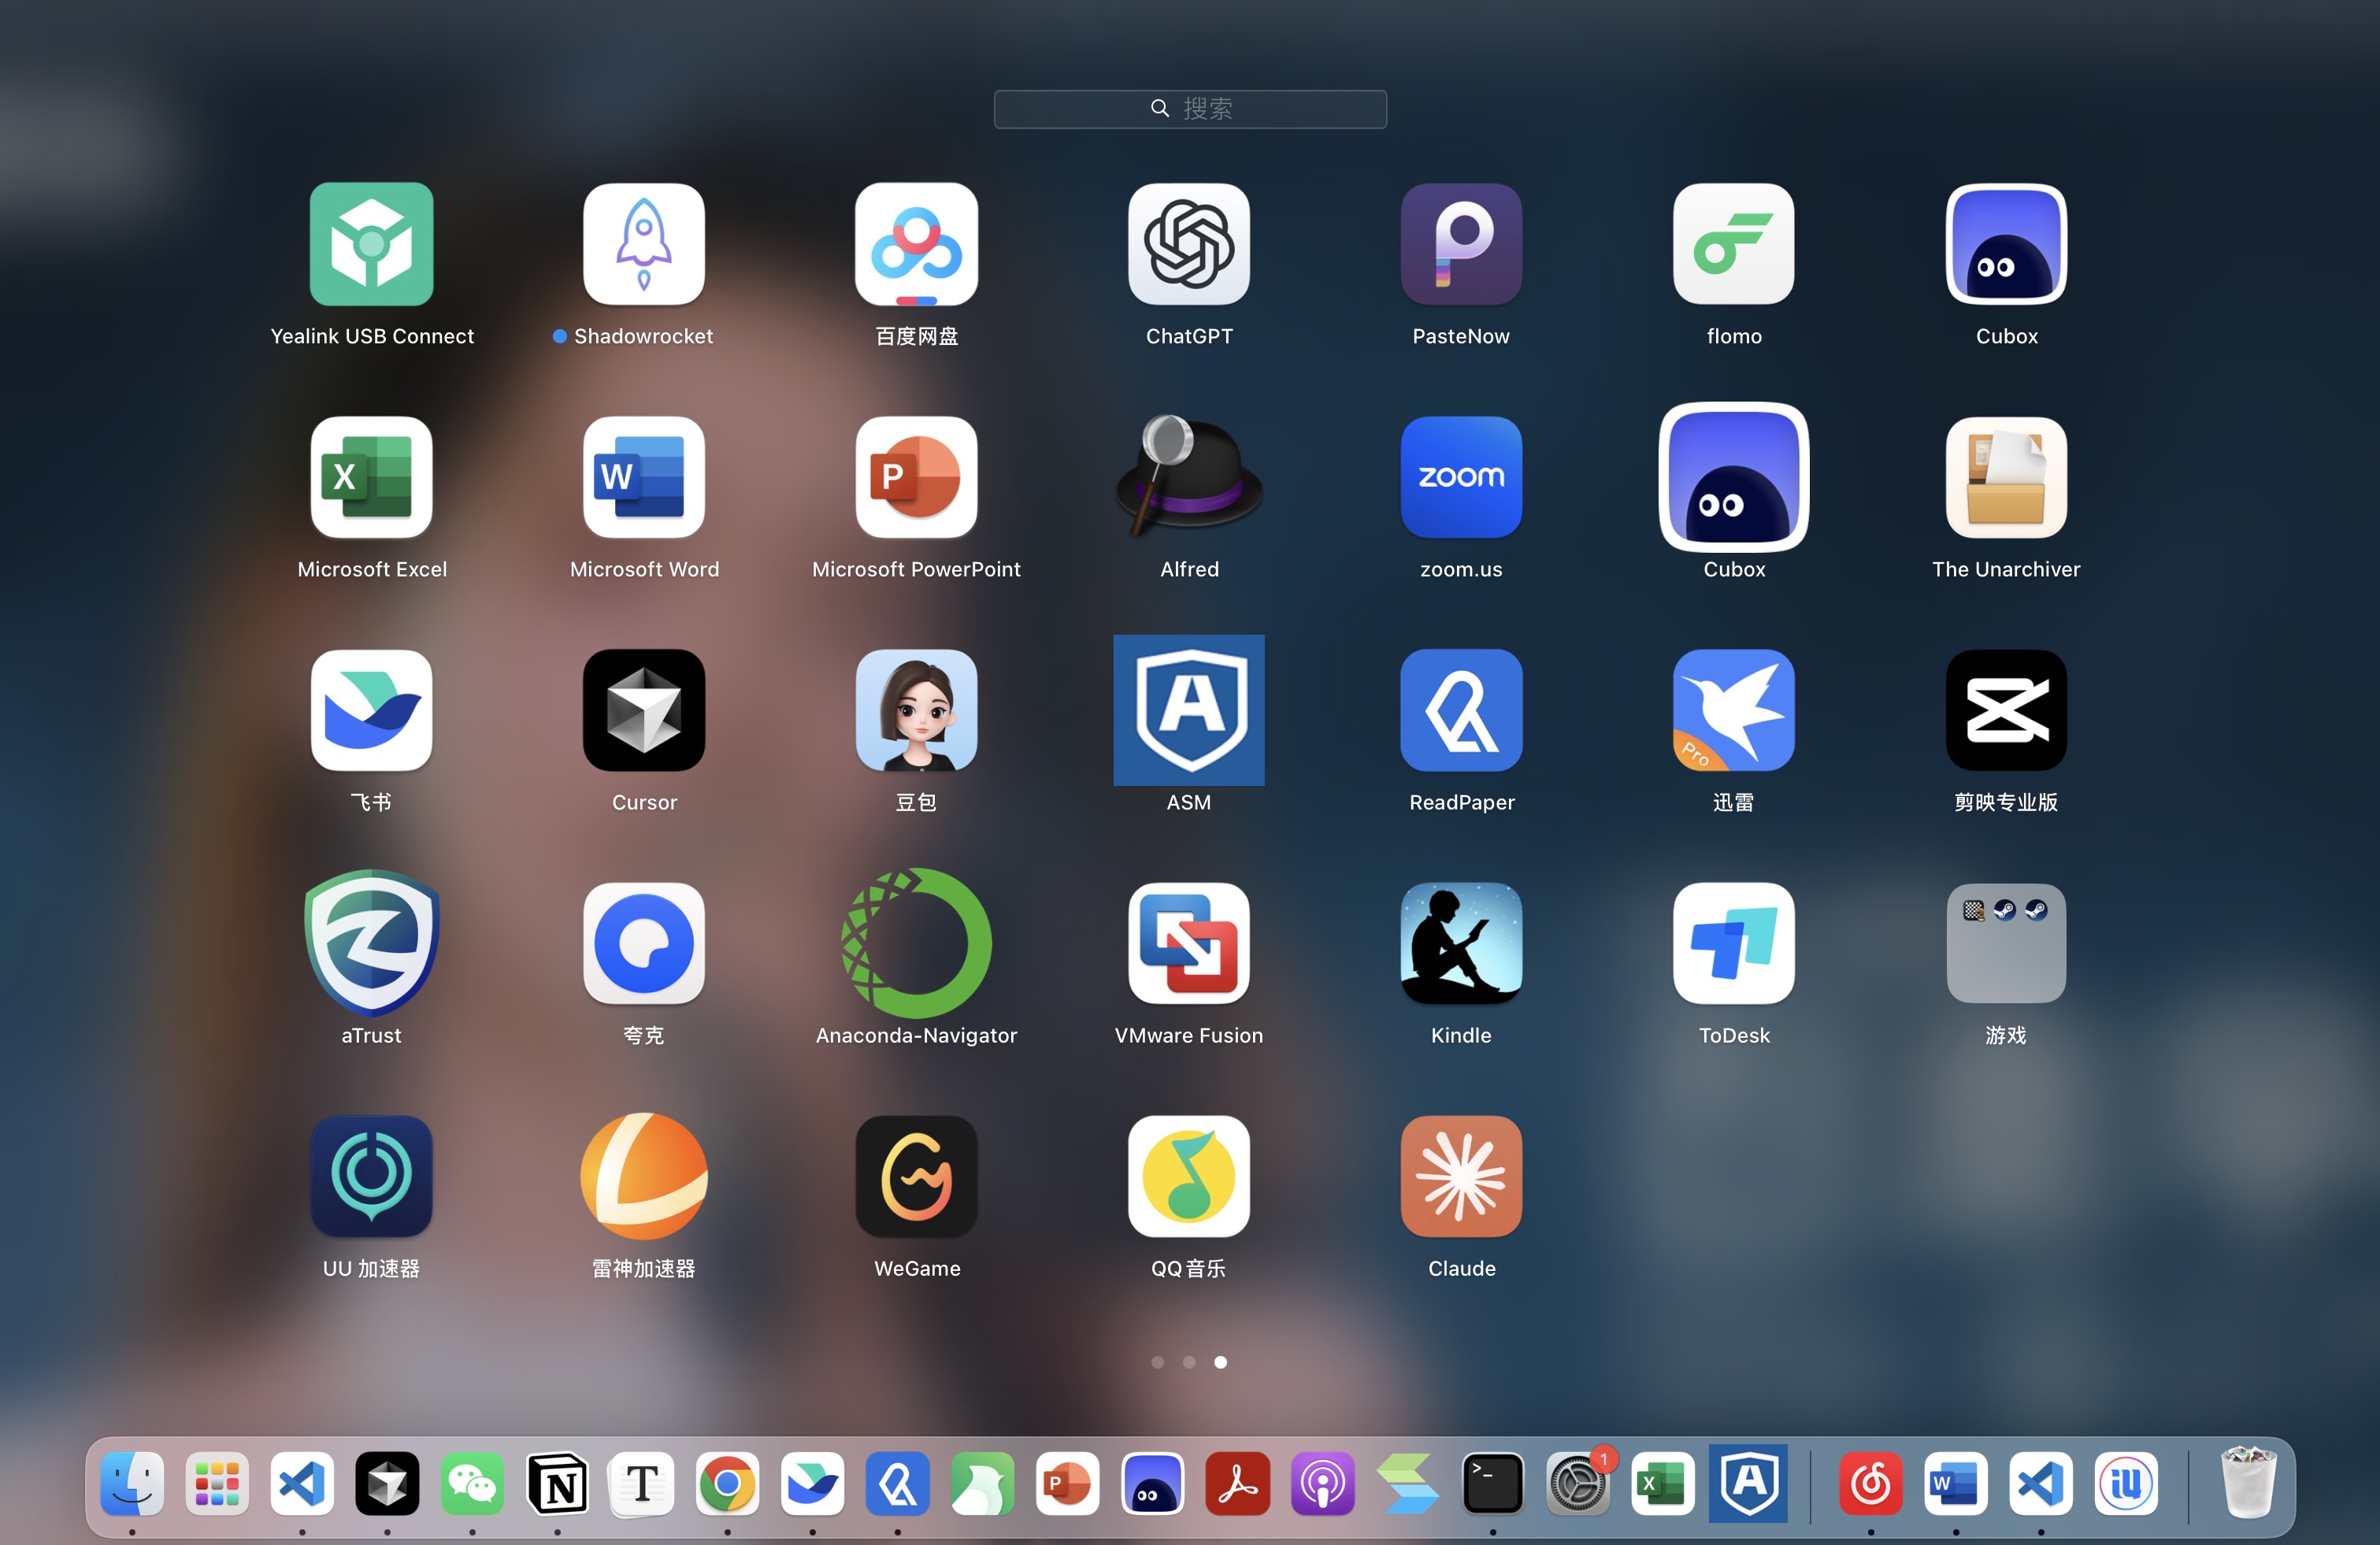 搜索
Yealink USB Connect
Shadowrocket
百度网盘
ChatGPT
PasteNow
flomo
Cubox
X
W
P
zoom
Microsoft Excel
Microsoft Word
Microsoft PowerPoint
Alfred
zoom.us
Cubox
The Unarchiver
A
Pro
飞书
Cursor
豆包
ASM
ReadPaper
迅雷
剪映专业版
aTrust
夸克
Anaconda-Navigator
VMware Fusion
Kindle
ToDesk
游戏
UU 加速器
雷神加速器
WeGame
QQ音乐
Claude
N
T
P
>_
1
X
A
W